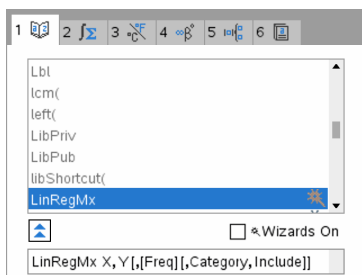 1 2 ∫Σ 3 °C°F 4 ∞β° 5 6
Lbl
lcm(
left(
LibPriv
LibPub
libShortcut(
LinRegMx
Wizards On
LinRegMx X,Y[,[Freq][,Category,Include]]